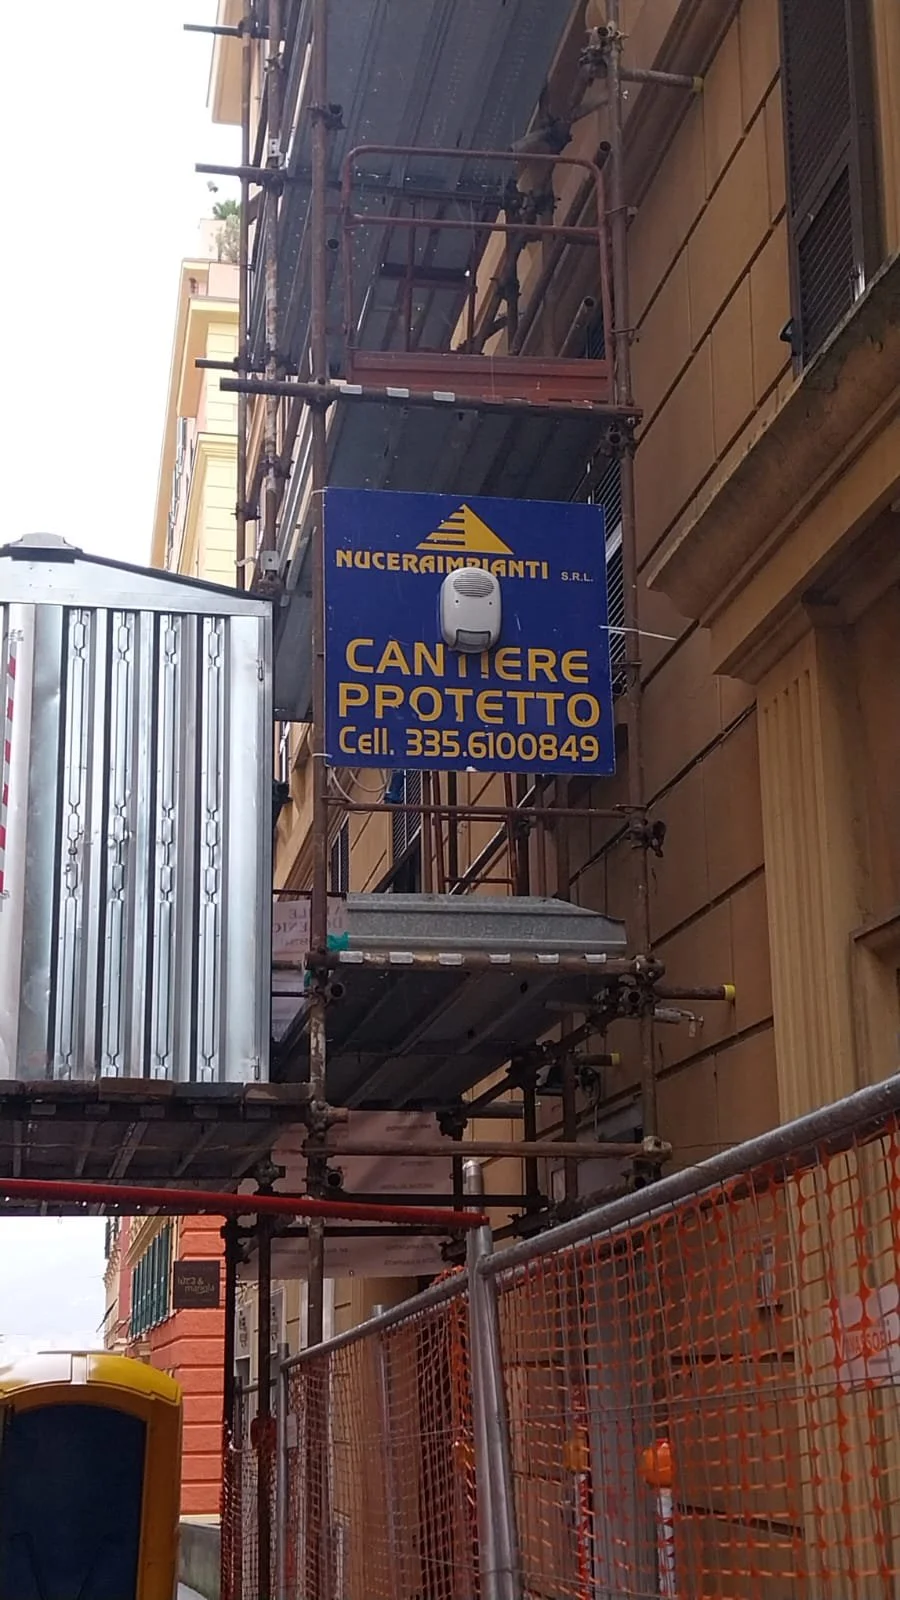 NUCERAIMPIANTI S.R.L.
CANTIERE
PROTETTO
Cell. 335.6100849